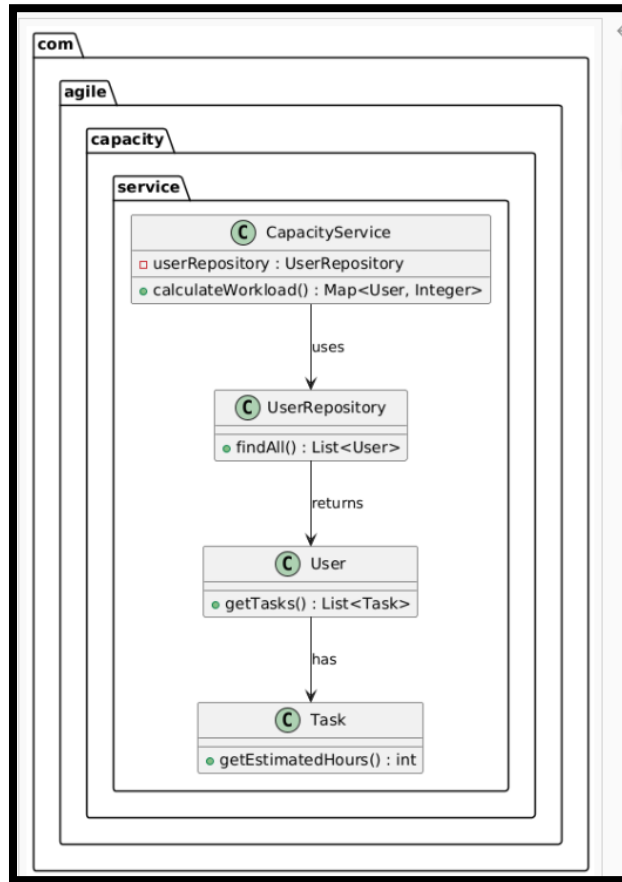 com
agile
capacity
service
C CapacityService
userRepository : UserRepository
calculateWorkload() : Map<User, Integer>
uses
C UserRepository
findAll() : List<User>
returns
C User
getTasks() : List<Task>
has
C Task
getEstimatedHours() : int